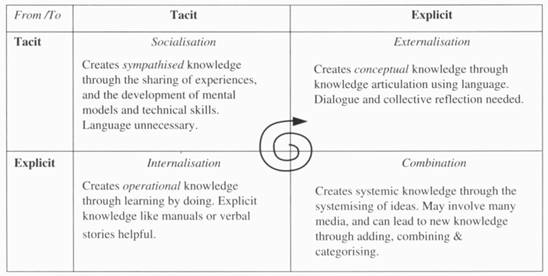 From /To
Tacit
Explicit
Tacit
Socialisation
Creates sympathised knowledge
through the sharing of experiences,
and the development of mental
models and technical skills.
Language unnecessary.
Externalisation
Creates conceptual knowledge through
knowledge articulation using language.
Dialogue and collective reflection needed.
Explicit
Internalisation
Creates operational knowledge
through learning by doing. Explicit
knowledge like manuals or verbal
stories helpful.
Combination
Creates systemic knowledge through the
systemising of ideas. May involve many
media, and can lead to new knowledge
through adding, combining &
categorising.